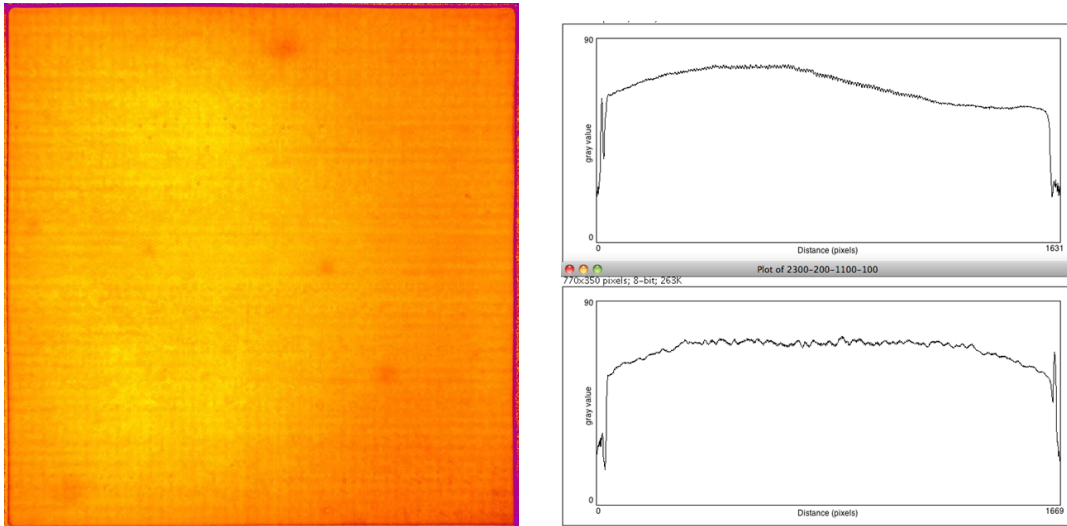 90
gray value
0
0
Distance (pixels)
1631
Plot of 2300-200-1100-100
770x350 pixels; 8-bit; 263K
90
gray value
0
0
Distance (pixels)
1669